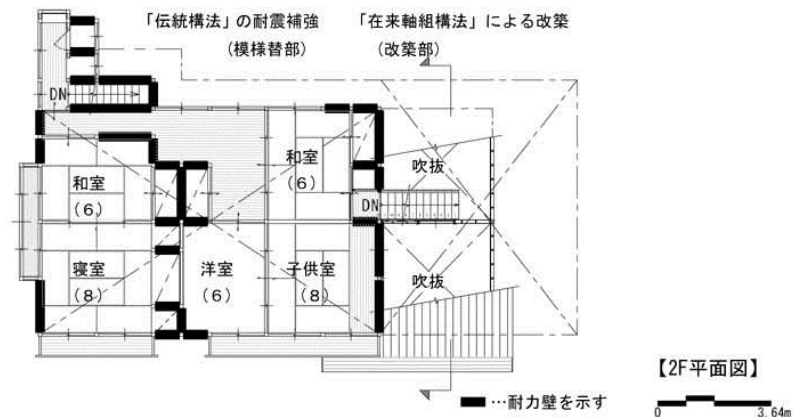 「伝統構法」の耐震補強
(模様替部)
「在来軸組構法」による改築
(改築部)
DN
和室
(6)
吹抜
和室
(6)
DN
寝室
(8)
洋室
(6)
子供室
(8)
吹抜
【2F平面図】
…耐力壁を示す
0 3.64m